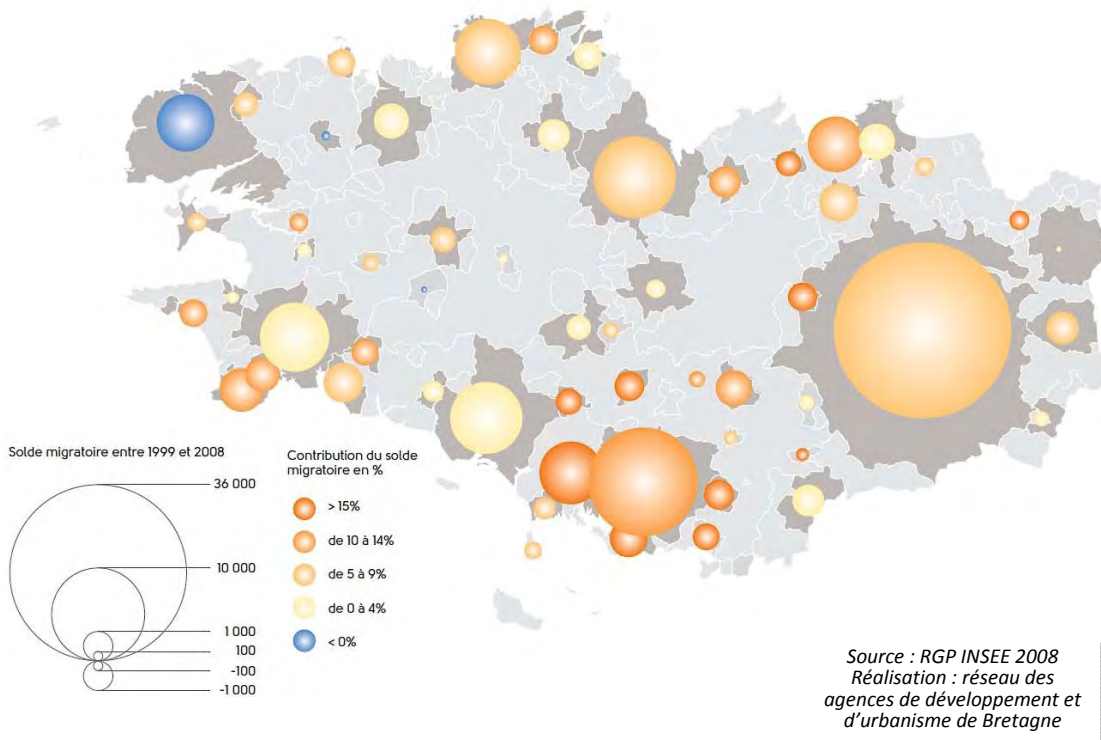 Solde migratoire entre 1999 et 2008
36 000
10 000
1 000
100
-100
-1 000
Contribution du solde
migratoire en %
> 15%
de 10 à 14%
de 5 à 9%
de 0 à 4%
< 0%
Source : RGP INSEE 2008
Réalisation : réseau des
agences de développement et
d’urbanisme de Bretagne